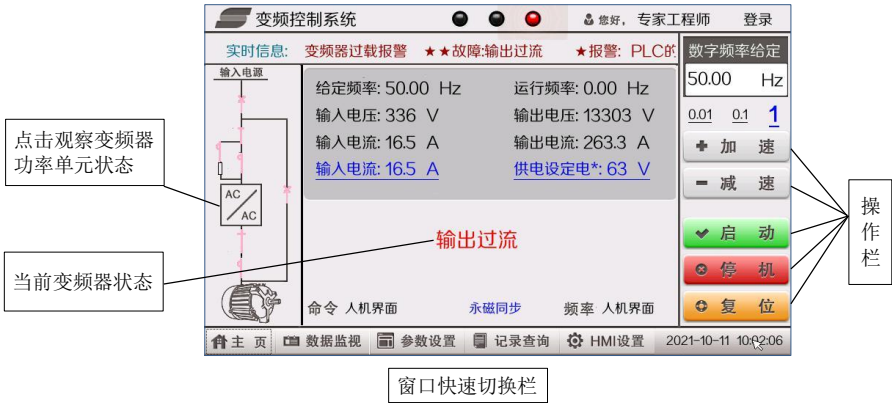 变频控制系统
您好，专家工程师
登录
实时信息: 变频器过载报警 ★★故障:输出过流 ★报警: PLC的
数字频率给定
输入电源
50.00 Hz
给定频率: 50.00 Hz
运行频率: 0.00 Hz
输入电压: 336 V
输出电压: 13303 V
0.01 0.1 1
输入电流: 16.5 A
输出电流: 263.3 A
输入电流: 16.5 A
供电设定电*: 63 V
加 速
减 速
启 动
停 机
复 位
点击观察变频器
功率单元状态
AC
AC
操
作
栏
输出过流
当前变频器状态
命令 人机界面
永磁同步
频率 人机界面
主 页
数据监视
参数设置
记录查询
HMI设置
2021-10-11 10:02:06
窗口快速切换栏